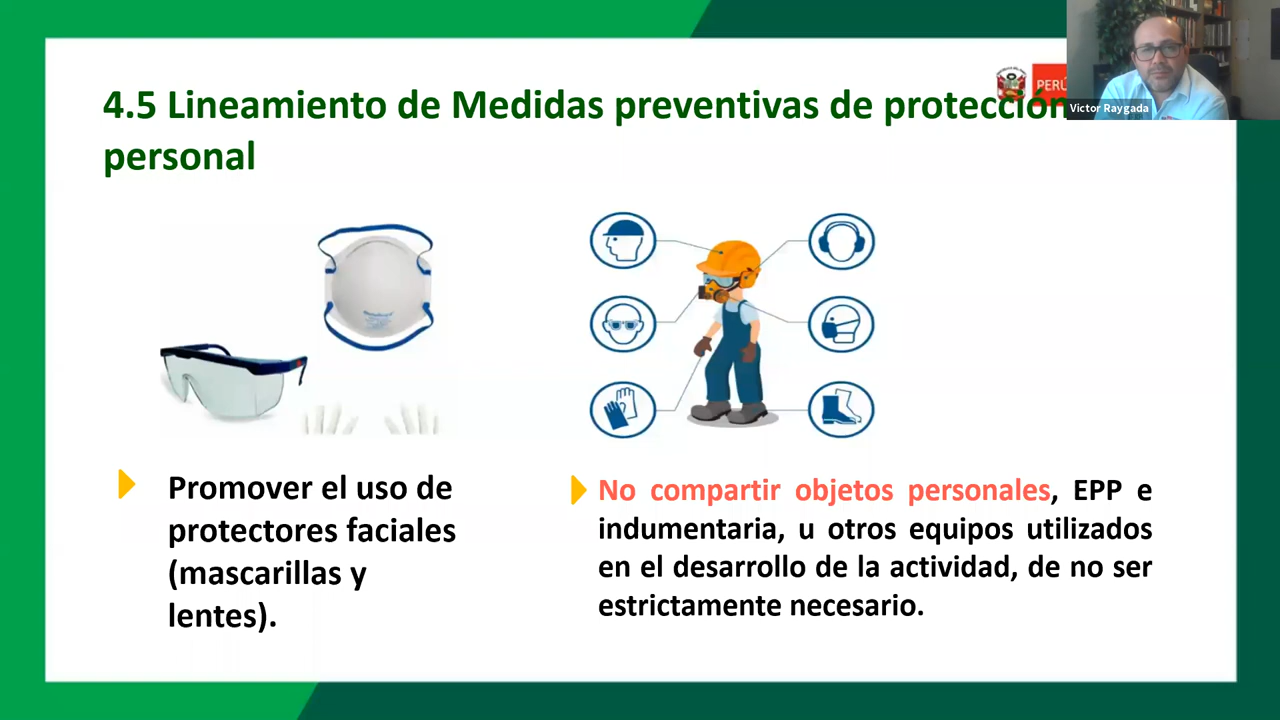 4.5 Lineamiento de Medidas preventivas de protección
personal
PERÚ
Victor Raygada
Promover el uso de
protectores faciales
(mascarillas y
lentes).
No compartir objetos personales, EPP e
indumentaria, u otros equipos utilizados
en el desarrollo de la actividad, de no ser
estrictamente necesario.